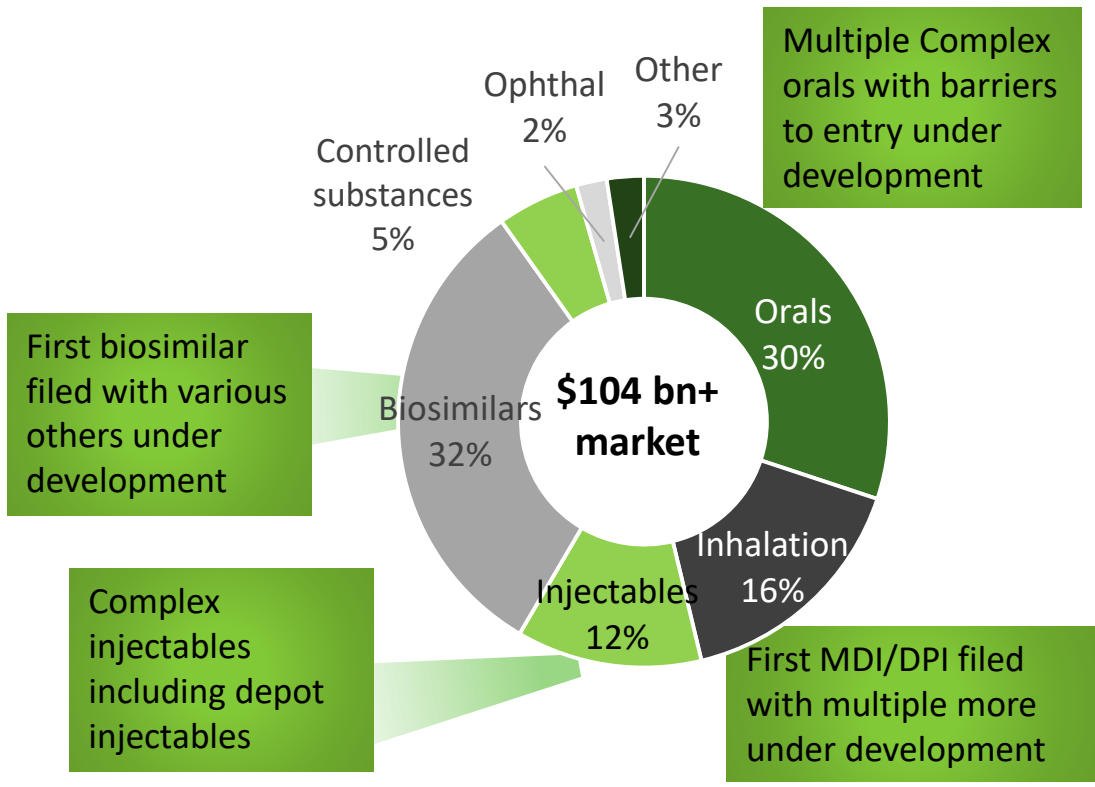 Multiple Complex
orals with barriers
to entry under
development
Other
3%
Ophthal
2%
Controlled
substances
5%
Orals
30%
First biosimilar
filed with various
others under
development
Biosimilars
32%
$104 bn+
market
Inhalation
16%
Injectables
12%
Complex
injectables
including depot
injectables
First MDI/DPI filed
with multiple more
under development